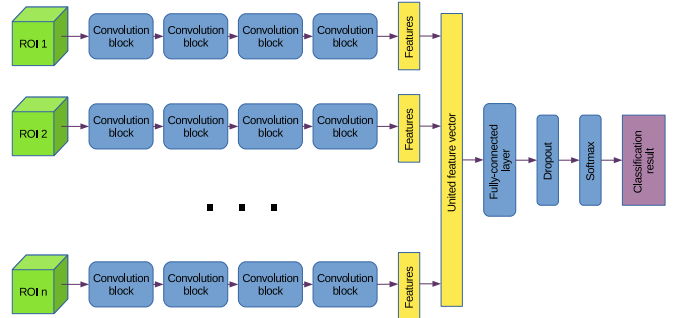 ROI 1
Convolution
block
Convolution
block
Convolution
block
Convolution
block
Features
ROI 2
Convolution
block
Convolution
block
Convolution
block
Convolution
block
Features
ROI n
Convolution
block
Convolution
block
Convolution
block
Convolution
block
Features
United feature vector
Fully-connected
layer
Dropout
Softmax
Classification
result